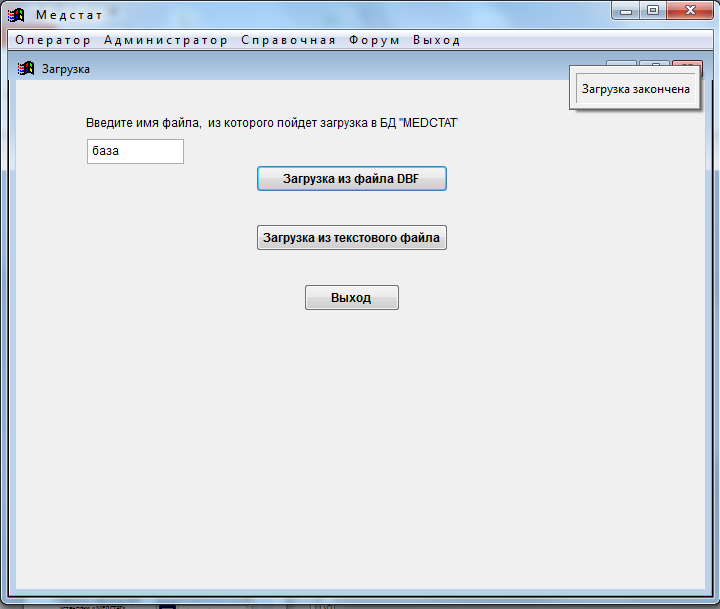 Медстат
Оператор Администратор Справочная Форум Выход
Загрузка
Загрузка закончена
Введите имя файла, из которого пойдет загрузка в БД "MEDCTAT
база
Загрузка из файла DBF
Загрузка из текстового файла
Выход